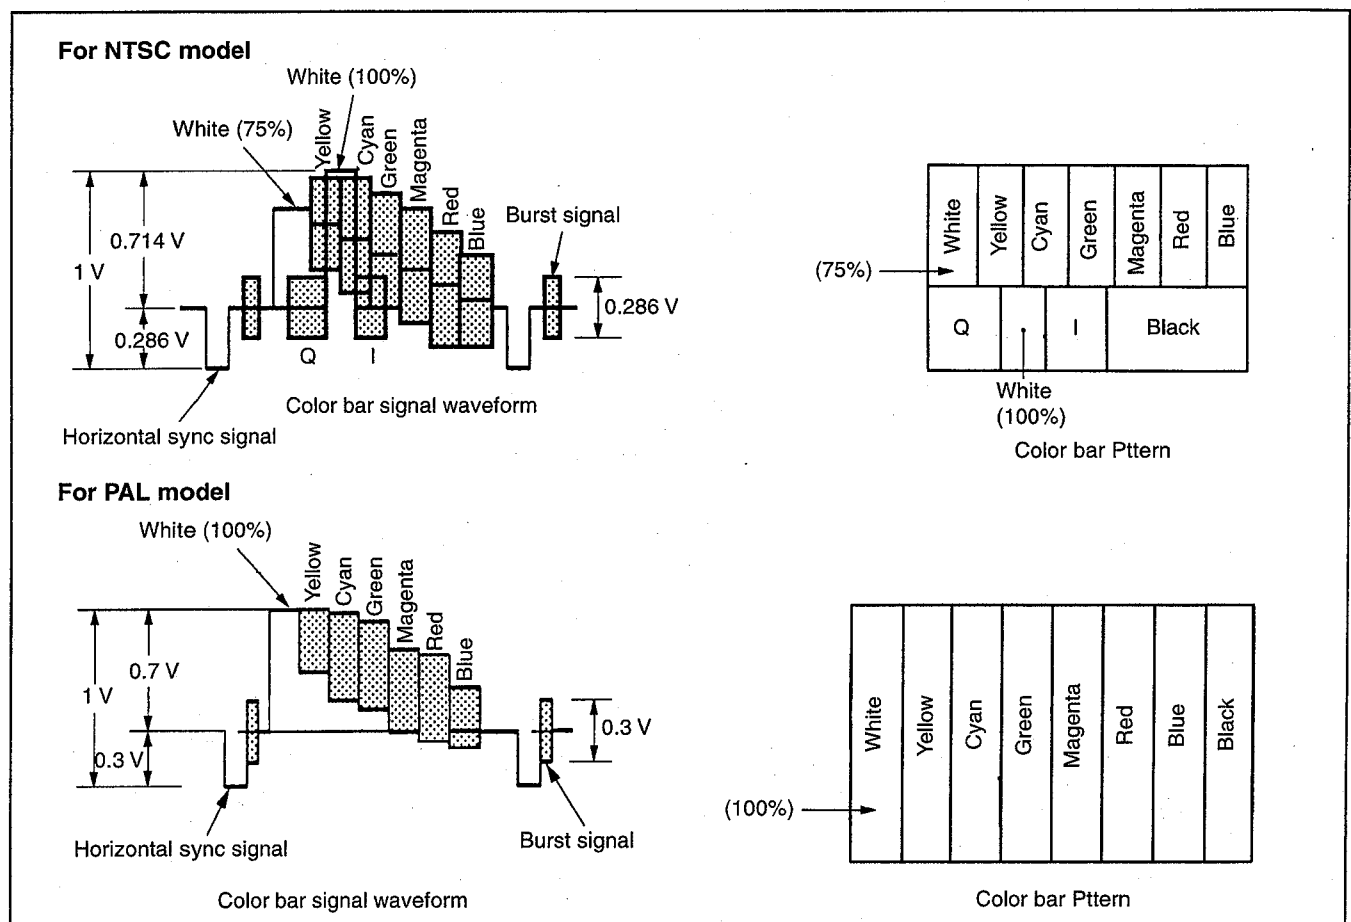 For NTSC model
White (100%)
White (75%)
Yellow
Cyan
Green
Magenta
Red
Blue
Burst signal
0.714 V
1 V
0.286 V
0.286 V
Q
I
Color bar signal waveform
Horizontal sync signal
White
Yellow
Cyan
Green
Magenta
Red
Blue
(75%)
Q
I
Black
White
(100%)
Color bar Pttern
For PAL model
White (100%)
Yellow
Cyan
Green
Magenta
Red
Blue
0.7 V
1 V
0.3 V
0.3 V
Horizontal sync signal
Burst signal
Color bar signal waveform
White
Yellow
Cyan
Green
Magenta
Red
Blue
Black
(100%)
Color bar Pttern